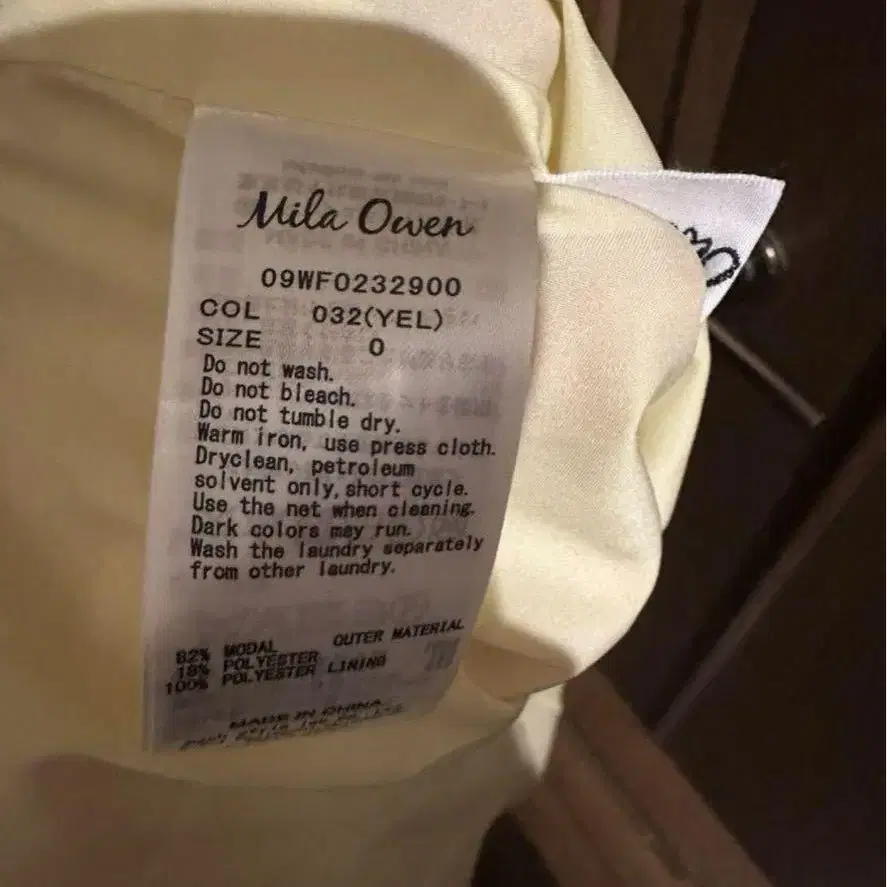 Mila Owen
09WF0232900
COL 032(YEL)
SIZE 0
Do not wash.
Do not bleach.
Do not tumble dry.
Warm iron, use press cloth.
Dryclean, petroleum
solvent only, short cycle.
Use the net when cleaning.
Dark colors may run.
Wash the laundry separately
from other laundry.
82% MODAL OUTER MATERIAL
18% POLYESTER
100% POLYESTER LINING
MADE IN CHINA